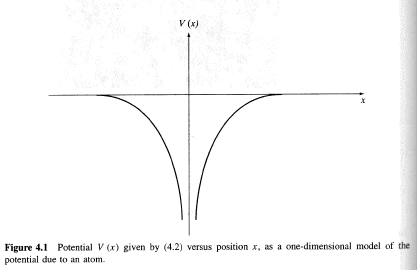 V (x)
x
Figure 4.1 Potential V (x) given by (4.2) versus position x, as a one-dimensional model of the
potential due to an atom.